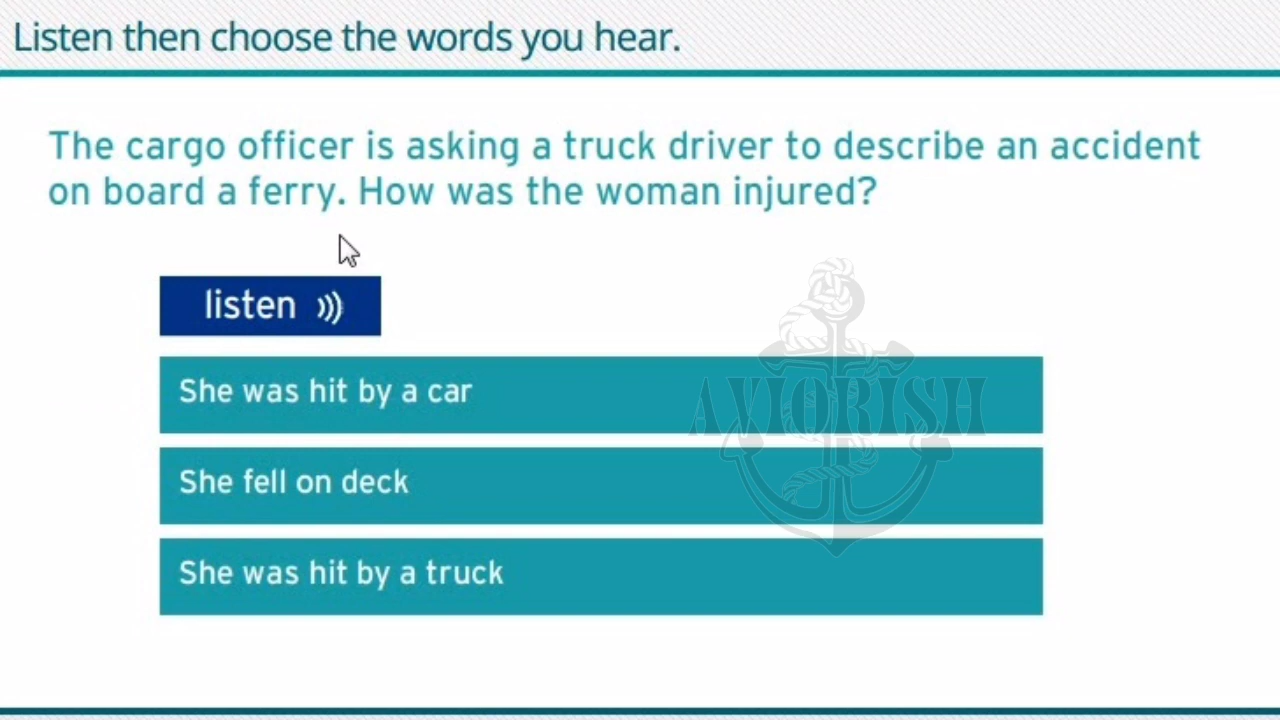 Listen then choose the words you hear.
The cargo officer is asking a truck driver to describe an accident
on board a ferry. How was the woman injured?
listen
She was hit by a car
AVIORISH
She fell on deck
She was hit by a truck